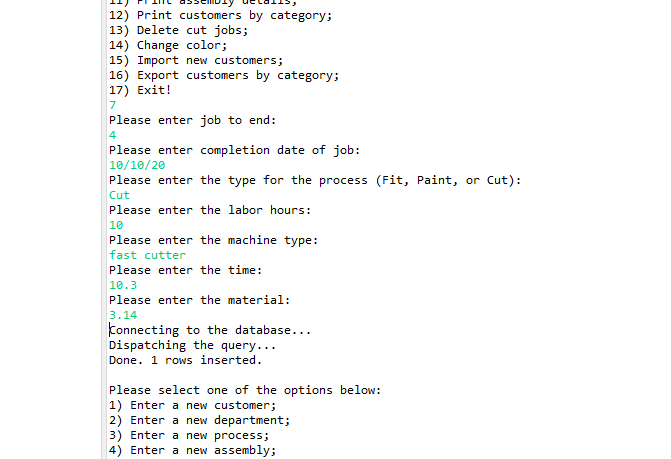 11) Print assembly details;
12) Print customers by category;
13) Delete cut jobs;
14) Change color;
15) Import new customers;
16) Export customers by category;
17) Exit!
7
Please enter job to end:
4
Please enter completion date of job:
10/10/20
Please enter the type for the process (Fit, Paint, or Cut):
Cut
Please enter the labor hours:
10
Please enter the machine type:
fast cutter
Please enter the time:
10.3
Please enter the material:
3.14
Connecting to the database...
Dispatching the query...
Done. 1 rows inserted.
Please select one of the options below:
1) Enter a new customer;
2) Enter a new department;
3) Enter a new process;
4) Enter a new assembly;